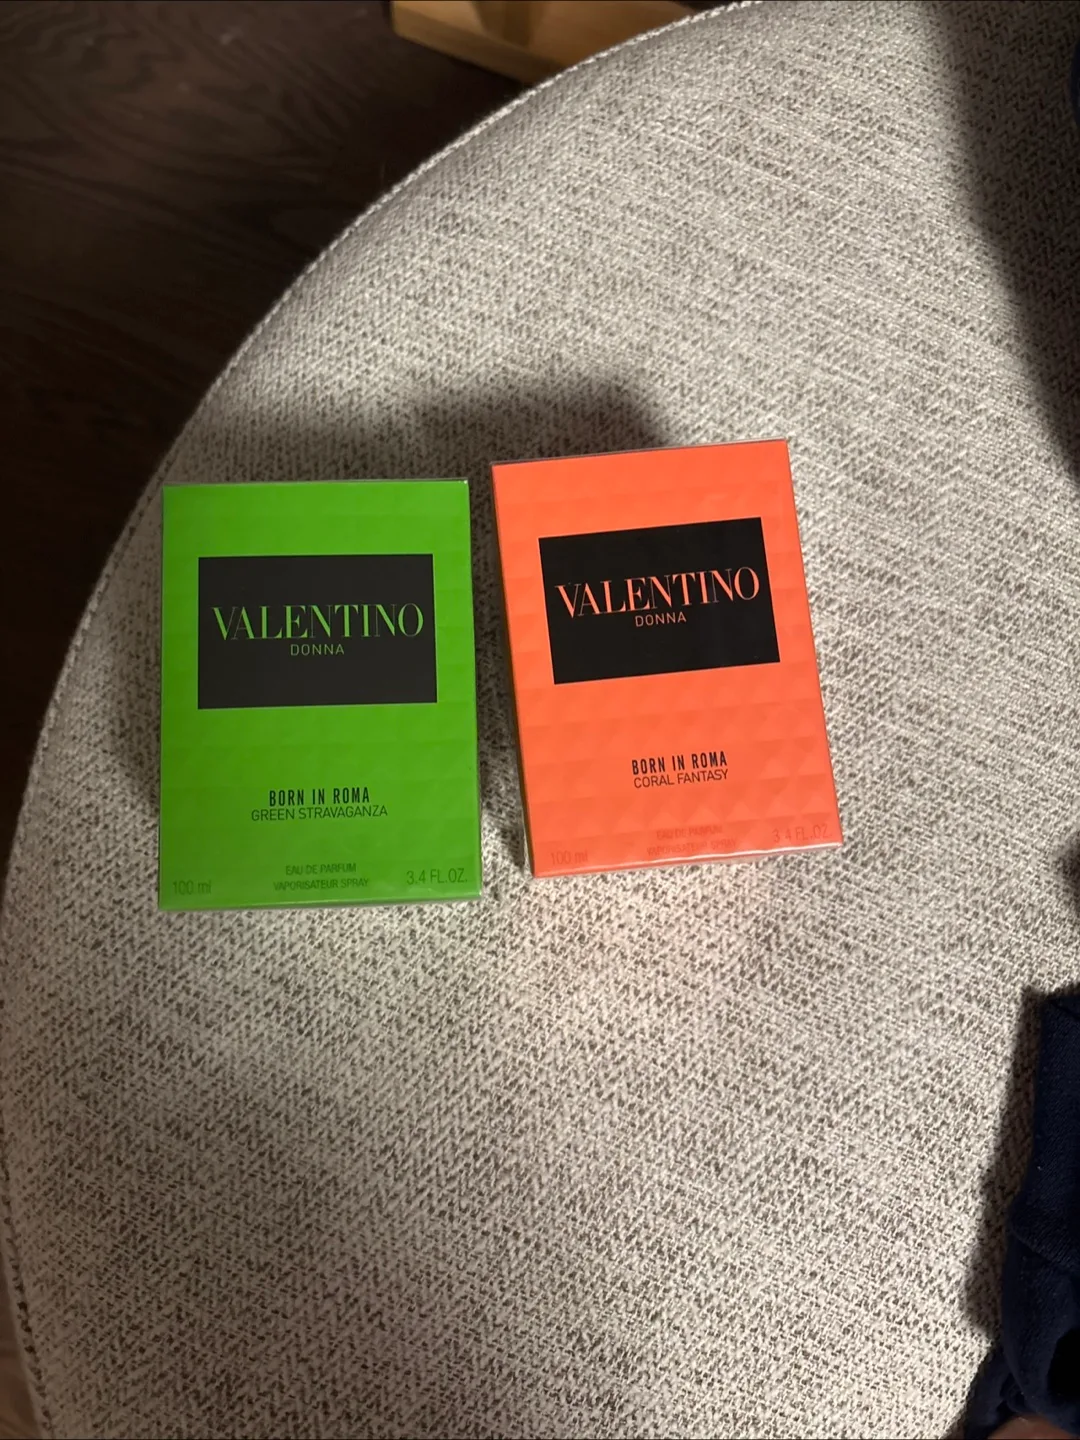 VALENTINO
DONNA
BORN IN ROMA
GREEN STRAVAGANZA
EAU DE PARFUM
VAPORISATEUR SPRAY
100 ml
3.4 FL.OZ.
VALENTINO
DONNA
BORN IN ROMA
CORAL FANTASY
EAU DE PARFUM
VAPORISATEUR SPRAY
100 ml
3.4 FL.OZ.